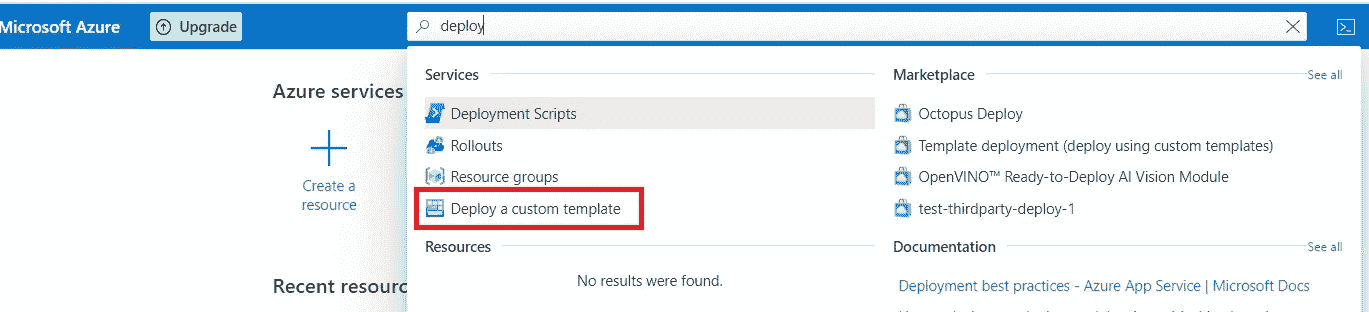 Microsoft Azure
Upgrade
deploy
Azure services
Create a
resource
Recent resourc
Services
Deployment Scripts
Rollouts
Resource groups
Deploy a custom template
Resources
No results were found.
Marketplace
See all
Octopus Deploy
Template deployment (deploy using custom templates)
OpenVINO™ Ready-to-Deploy AI Vision Module
test-thirdparty-deploy-1
Documentation
See all
Deployment best practices - Azure App Service | Microsoft Docs